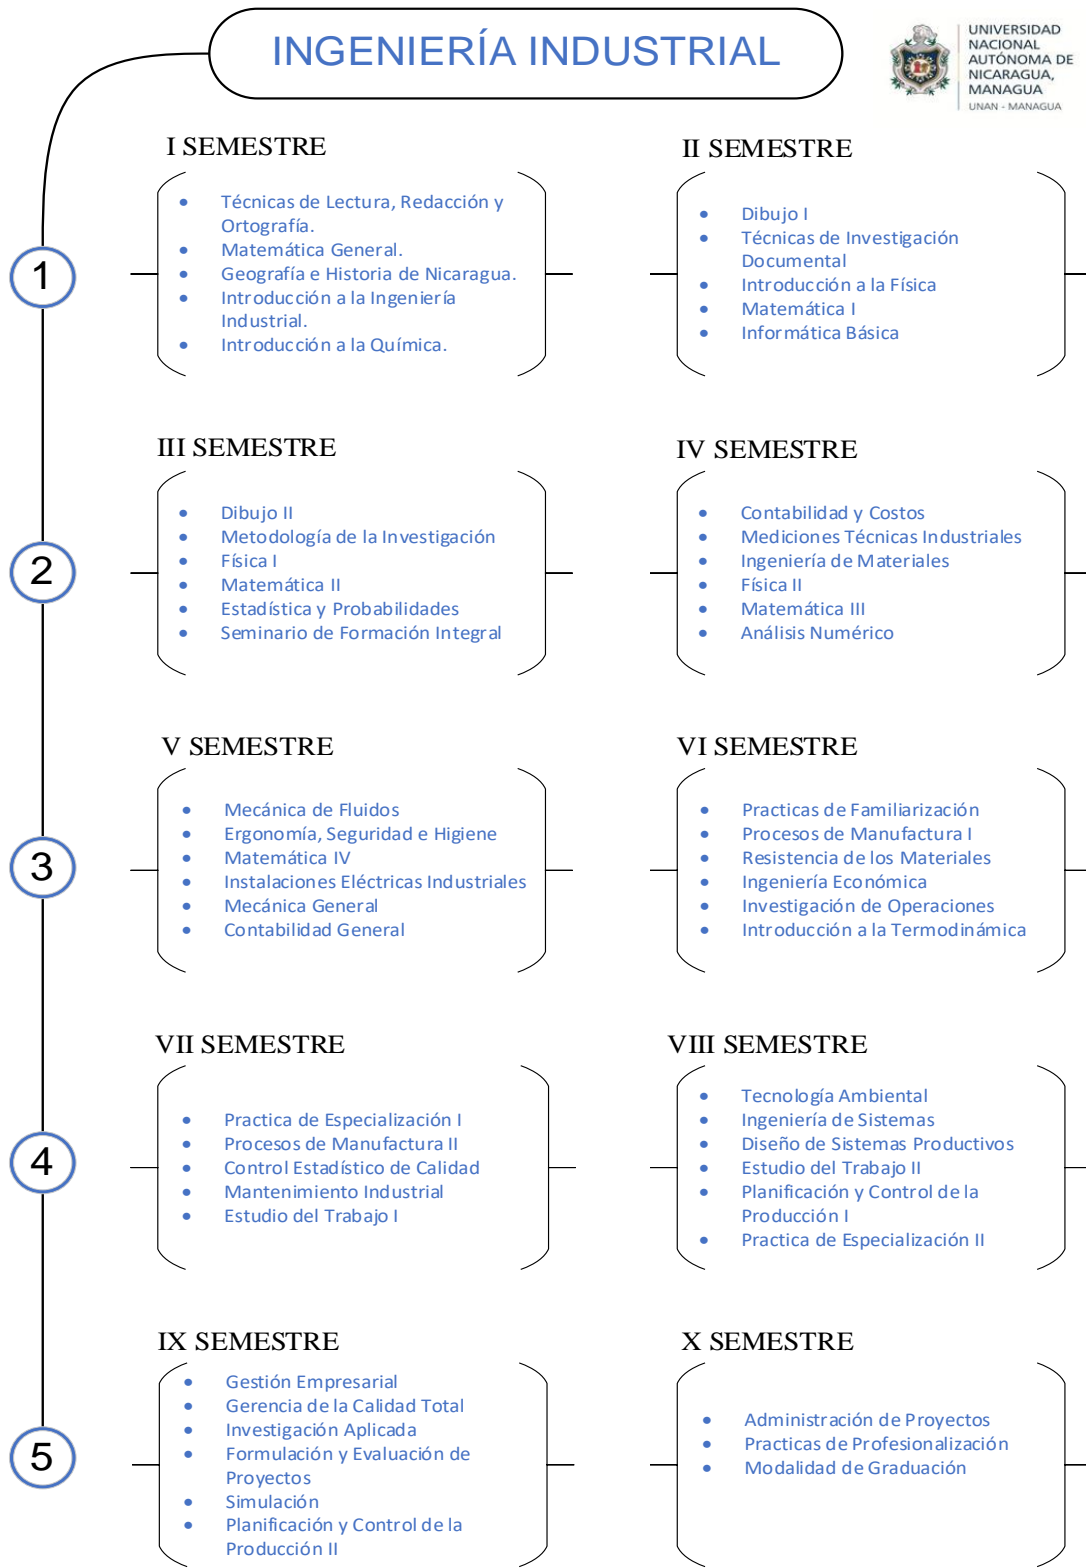 INGENIERÍA INDUSTRIAL
UNIVERSIDAD
NACIONAL
AUTÓNOMA DE
NICARAGUA,
MANAGUA
UNAN - MANAGUA
1
I SEMESTRE
• Técnicas de Lectura, Redacción y
Ortografía.
• Matemática General.
• Geografía e Historia de Nicaragua.
• Introducción a la Ingeniería
Industrial.
• Introducción a la Química.
II SEMESTRE
• Dibujo I
• Técnicas de Investigación
Documental
• Introducción a la Física
• Matemática I
• Informática Básica
2
III SEMESTRE
• Dibujo II
• Metodología de la Investigación
• Física I
• Matemática II
• Estadística y Probabilidades
• Seminario de Formación Integral
IV SEMESTRE
• Contabilidad y Costos
• Mediciones Técnicas Industriales
• Ingeniería de Materiales
• Física II
• Matemática III
• Análisis Numérico
3
V SEMESTRE
• Mecánica de Fluidos
• Ergonomía, Seguridad e Higiene
• Matemática IV
• Instalaciones Eléctricas Industriales
• Mecánica General
• Contabilidad General
VI SEMESTRE
• Practicas de Familiarización
• Procesos de Manufactura I
• Resistencia de los Materiales
• Ingeniería Económica
• Investigación de Operaciones
• Introducción a la Termodinámica
4
VII SEMESTRE
• Practica de Especialización I
• Procesos de Manufactura II
• Control Estadístico de Calidad
• Mantenimiento Industrial
• Estudio del Trabajo I
VIII SEMESTRE
• Tecnología Ambiental
• Ingeniería de Sistemas
• Diseño de Sistemas Productivos
• Estudio del Trabajo II
• Planificación y Control de la
Producción I
• Practica de Especialización II
5
IX SEMESTRE
• Gestión Empresarial
• Gerencia de la Calidad Total
• Investigación Aplicada
• Formulación y Evaluación de
Proyectos
• Simulación
• Planificación y Control de la
Producción II
X SEMESTRE
• Administración de Proyectos
• Practicas de Profesionalización
• Modalidad de Graduación